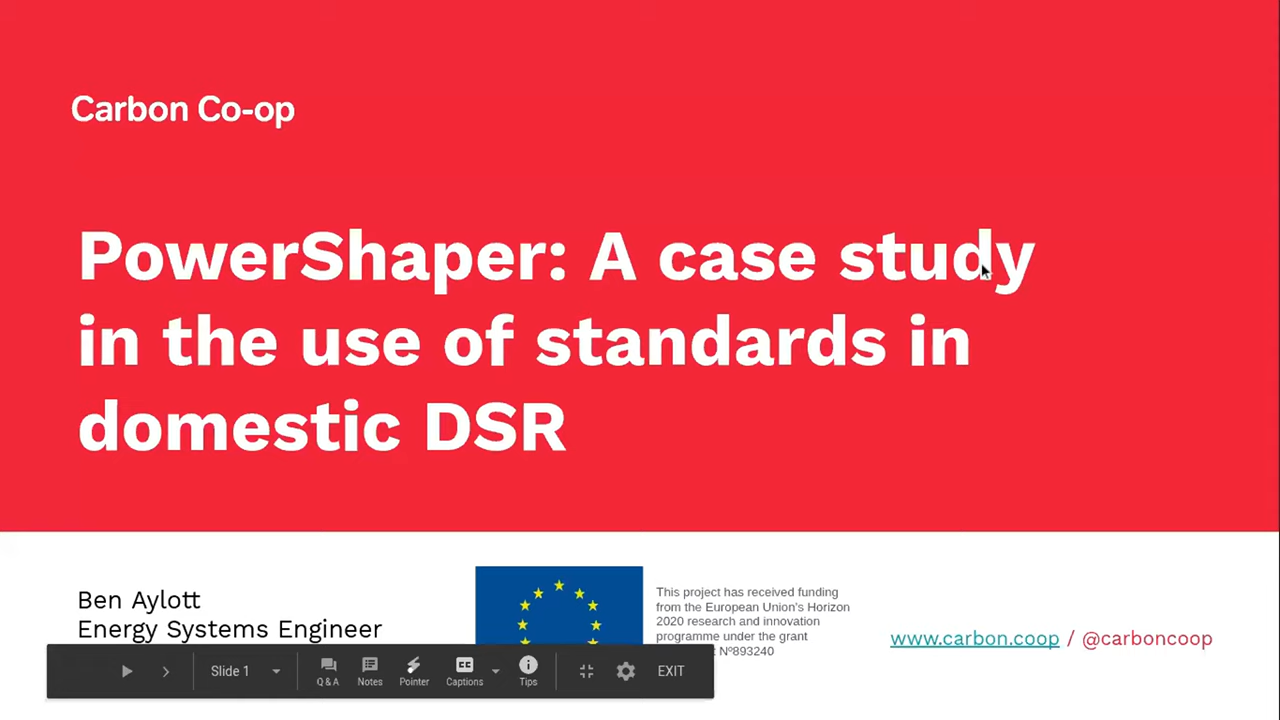 Carbon Co-op
PowerShaper: A case study
in the use of standards in
domestic DSR
Ben Aylott
Energy Systems Engineer
This project has received funding
from the European Union's Horizon
2020 research and innovation
programme under the grant
Nº893240
www.carbon.coop / @carboncoop
Slide 1
Q & A
Notes
Pointer
CC
Captions
Tips
EXIT